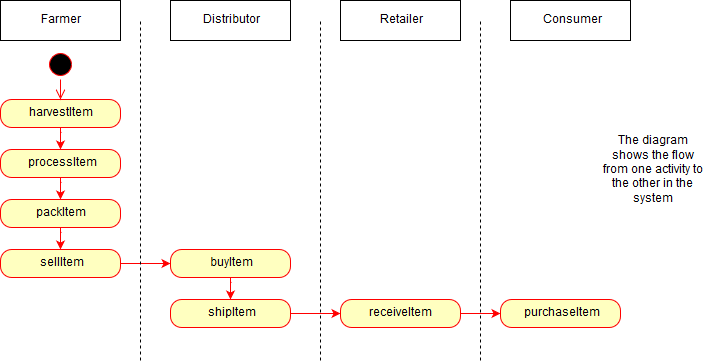 Farmer
Distributor
Retailer
Consumer
harvestItem
processItem
packItem
sellItem
buyItem
shipItem
receiveItem
purchaseItem
The diagram
shows the flow
from one activity to
the other in the
system